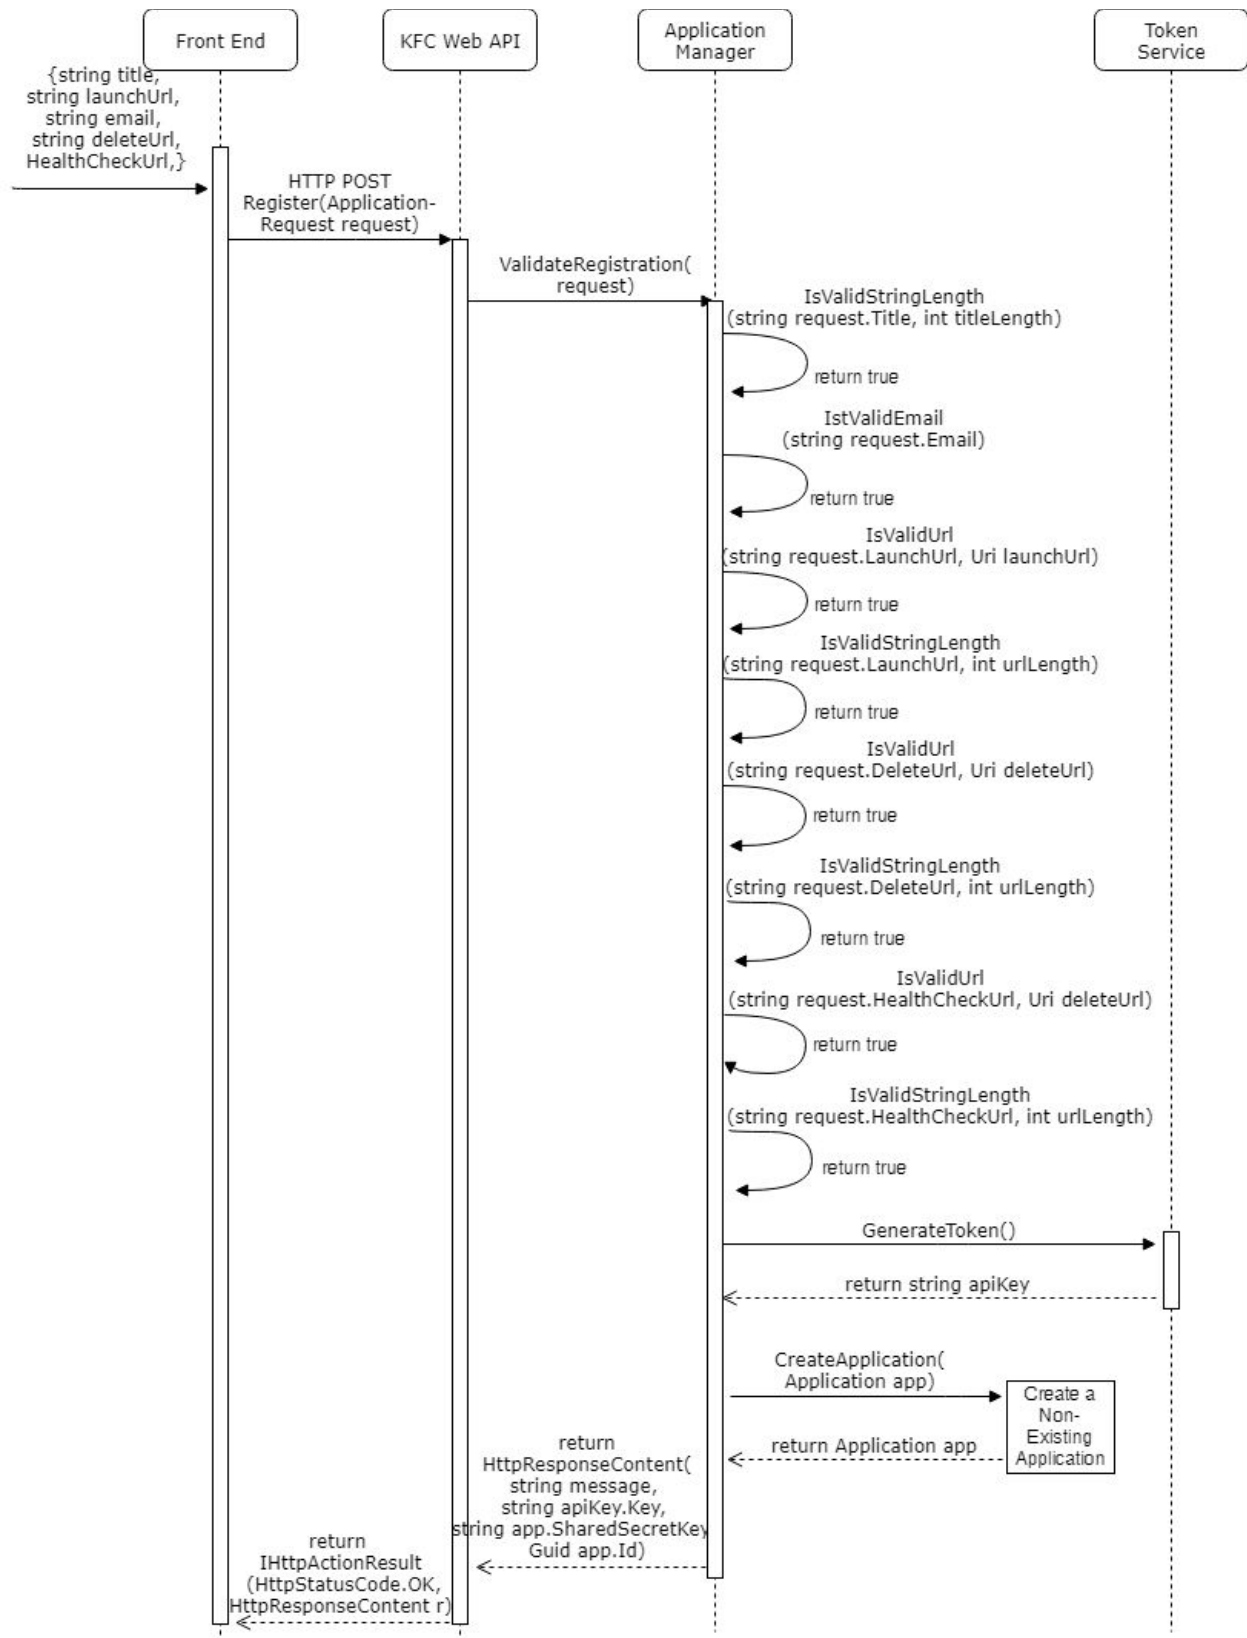 Front End
KFC Web API
Application
Manager
Token
Service
{string title,
string launchUrl,
string email,
string deleteUrl,
HealthCheckUrl,}
HTTP POST
Register(Application-
Request request)
ValidateRegistration(
request)
IsValidStringLength
(string request.Title, int titleLength)
return true
IstValidEmail
(string request.Email)
return true
IsValidUrl
(string request.LaunchUrl, Uri launchUrl)
return true
IsValidStringLength
(string request.LaunchUrl, int urlLength)
return true
IsValidUrl
(string request.DeleteUrl, Uri deleteUrl)
return true
IsValidStringLength
(string request.DeleteUrl, int urlLength)
return true
IsValidUrl
(string request.HealthCheckUrl, Uri deleteUrl)
return true
IsValidStringLength
(string request.HealthCheckUrl, int urlLength)
return true
GenerateToken()
return string apiKey
CreateApplication(
Application app)
Create a
Non-
Existing
Application
return Application app
return
HttpResponseContent(
string message,
string apiKey.Key,
string app.SharedSecretKey
Guid app.Id)
return
IHttpActionResult
(HttpStatusCode.OK,
HttpResponseContent r)